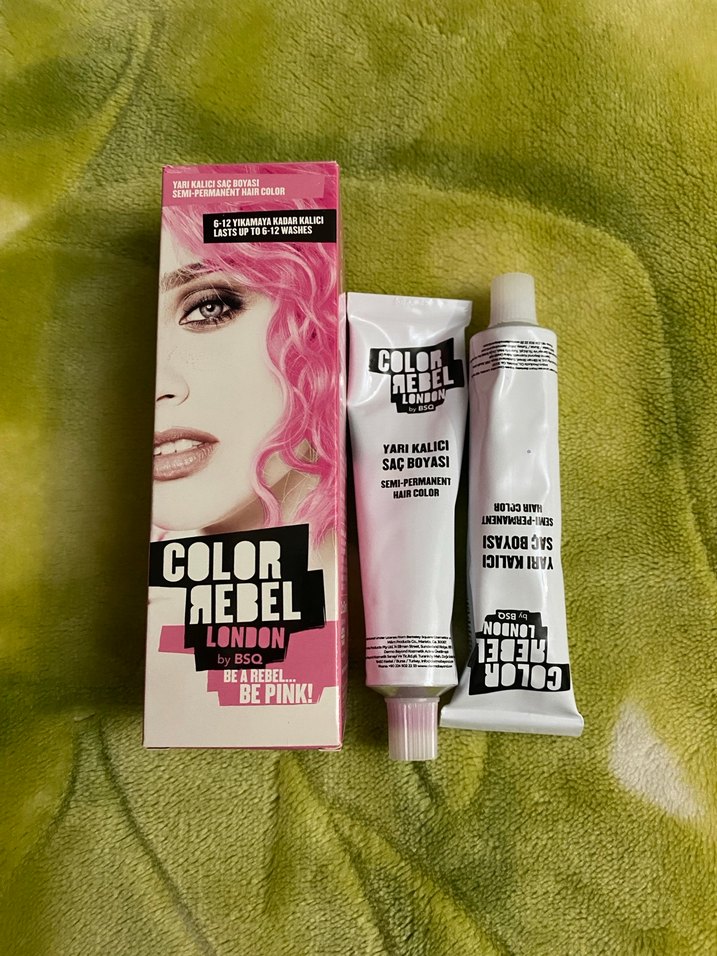 YARI KALICI SAÇ BOYASI
SEMI-PERMANENT HAIR COLOR
6-12 YIKAMAYA KADAR KALICI
LASTS UP TO 6-12 WASHES
COLOR
REBEL
LONDON
by BSQ
BE A REBEL...
BE PINK!
COLOR
REBEL
LONDON
by BSQ
YARI KALICI
SAÇ BOYASI
SEMI-PERMANENT
HAIR COLOR
COLOR
REBEL
LONDON
by BSQ
YARI KALICI
SAÇ BOYASI
SEMI-PERMANENT
HAIR COLOR